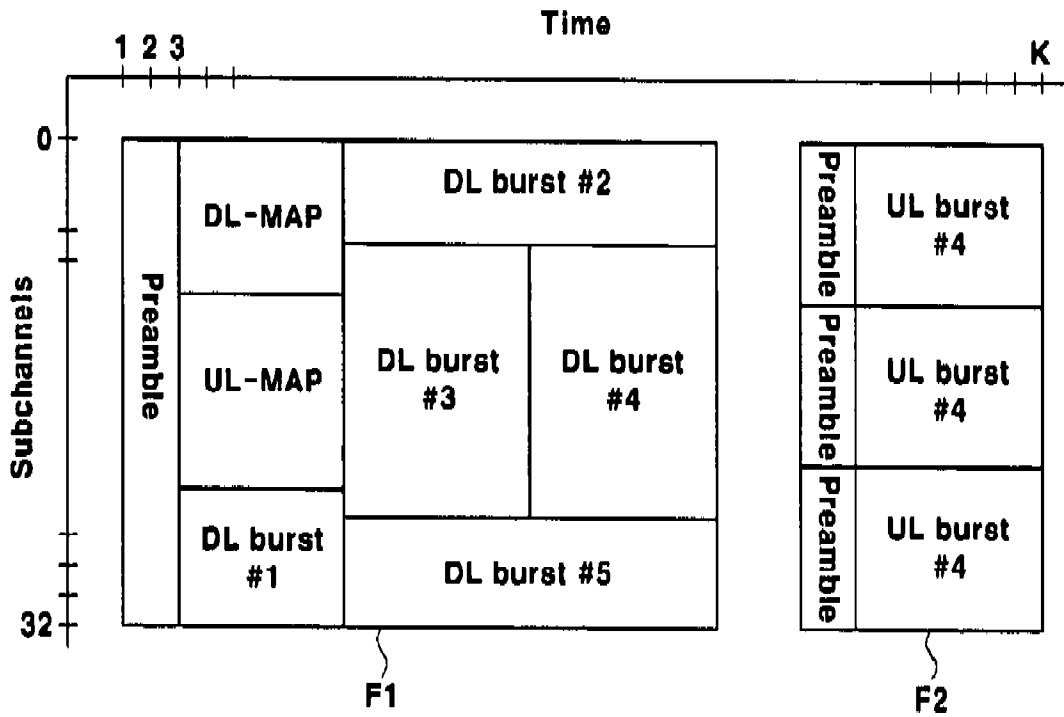 Time
1 2 3 K
Subchannels
0
32
Preamble
DL-MAP
UL-MAP
DL burst
#1
DL burst #2
DL burst
#3
DL burst
#4
DL burst #5
F1
Preamble
UL burst
#4
Preamble
UL burst
#4
Preamble
UL burst
#4
F2